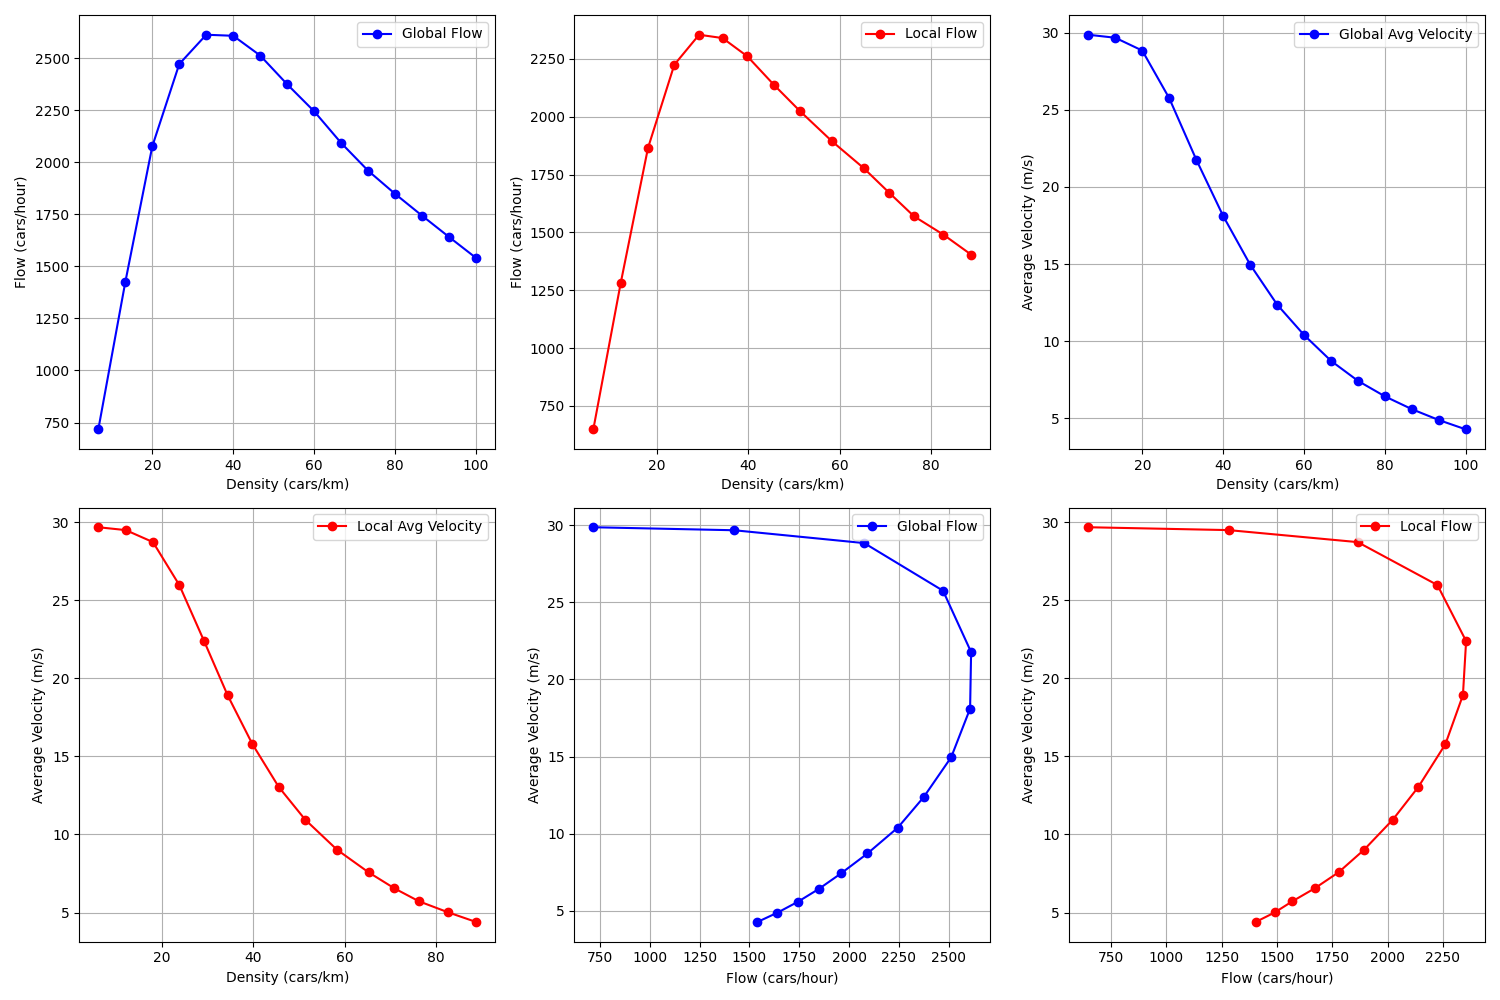 Global Flow
2500
2250
2000
1750
1500
1250
1000
750
Flow (cars/hour)
20 40 60 80 100
Density (cars/km)
Local Flow
2250
2000
1750
1500
1250
1000
750
Flow (cars/hour)
20 40 60 80
Density (cars/km)
Global Avg Velocity
30
25
20
15
10
5
Average Velocity (m/s)
20 40 60 80 100
Density (cars/km)
Local Avg Velocity
30
25
20
15
10
5
Average Velocity (m/s)
20 40 60 80
Density (cars/km)
Global Flow
30
25
20
15
10
5
Average Velocity (m/s)
750 1000 1250 1500 1750 2000 2250 2500
Flow (cars/hour)
Local Flow
30
25
20
15
10
5
Average Velocity (m/s)
750 1000 1250 1500 1750 2000 2250
Flow (cars/hour)